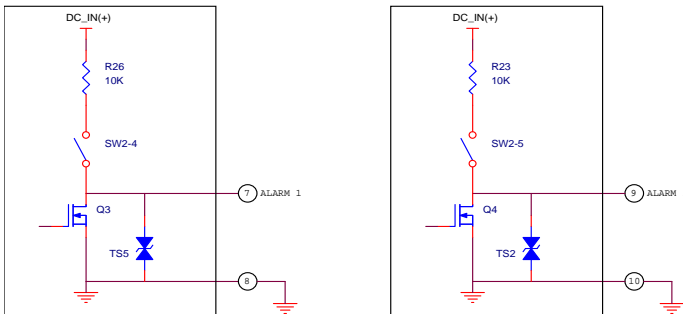 DC_IN(+)
R26
10K
SW2-4
7 ALARM 1
Q3
TS5
8
DC_IN(+)
R23
10K
SW2-5
9 ALARM
Q4
TS2
10